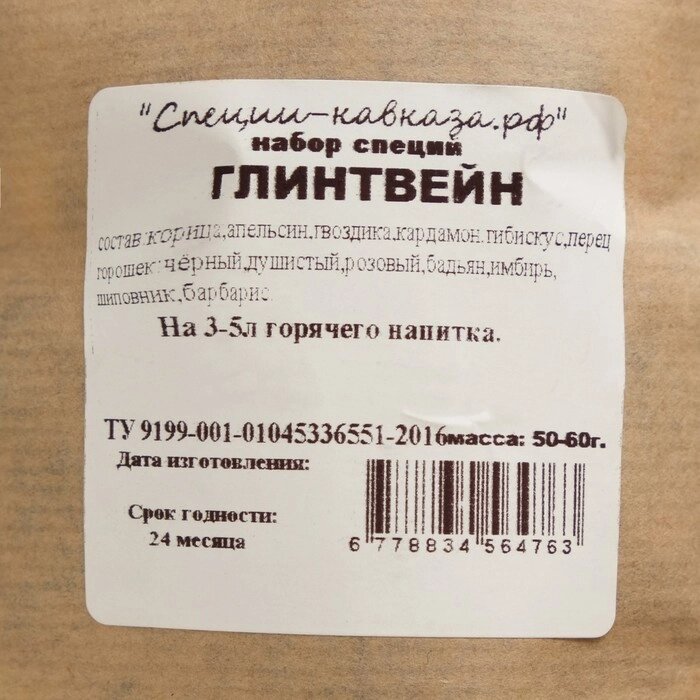 "Специи-кавказа.рф"
набор специй
ГЛИНТВЕЙН
состав:корица,апельсин,гвоздика,кардамон,гибискус,перец
горошек:чёрный,душистый,розовый,бадьян,имбирь,
шиповник,барбарис.
На 3-5л горячего напитка.
ТУ 9199-001-01045336551-2016масса: 50-60г.
Дата изготовления:
Срок годности:
24 месяца
6 778834 564763